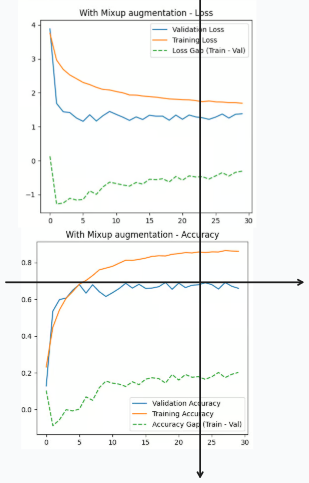 With Mixup augmentation - Loss
4
3
2
1
0
−1
Validation Loss
Training Loss
Loss Gap (Train - Val)
0 5 10 15 20 25 30
With Mixup augmentation - Accuracy
0.8
0.6
0.4
0.2
0.0
Validation Accuracy
Training Accuracy
Accuracy Gap (Train - Val)
0 5 10 15 20 25 30